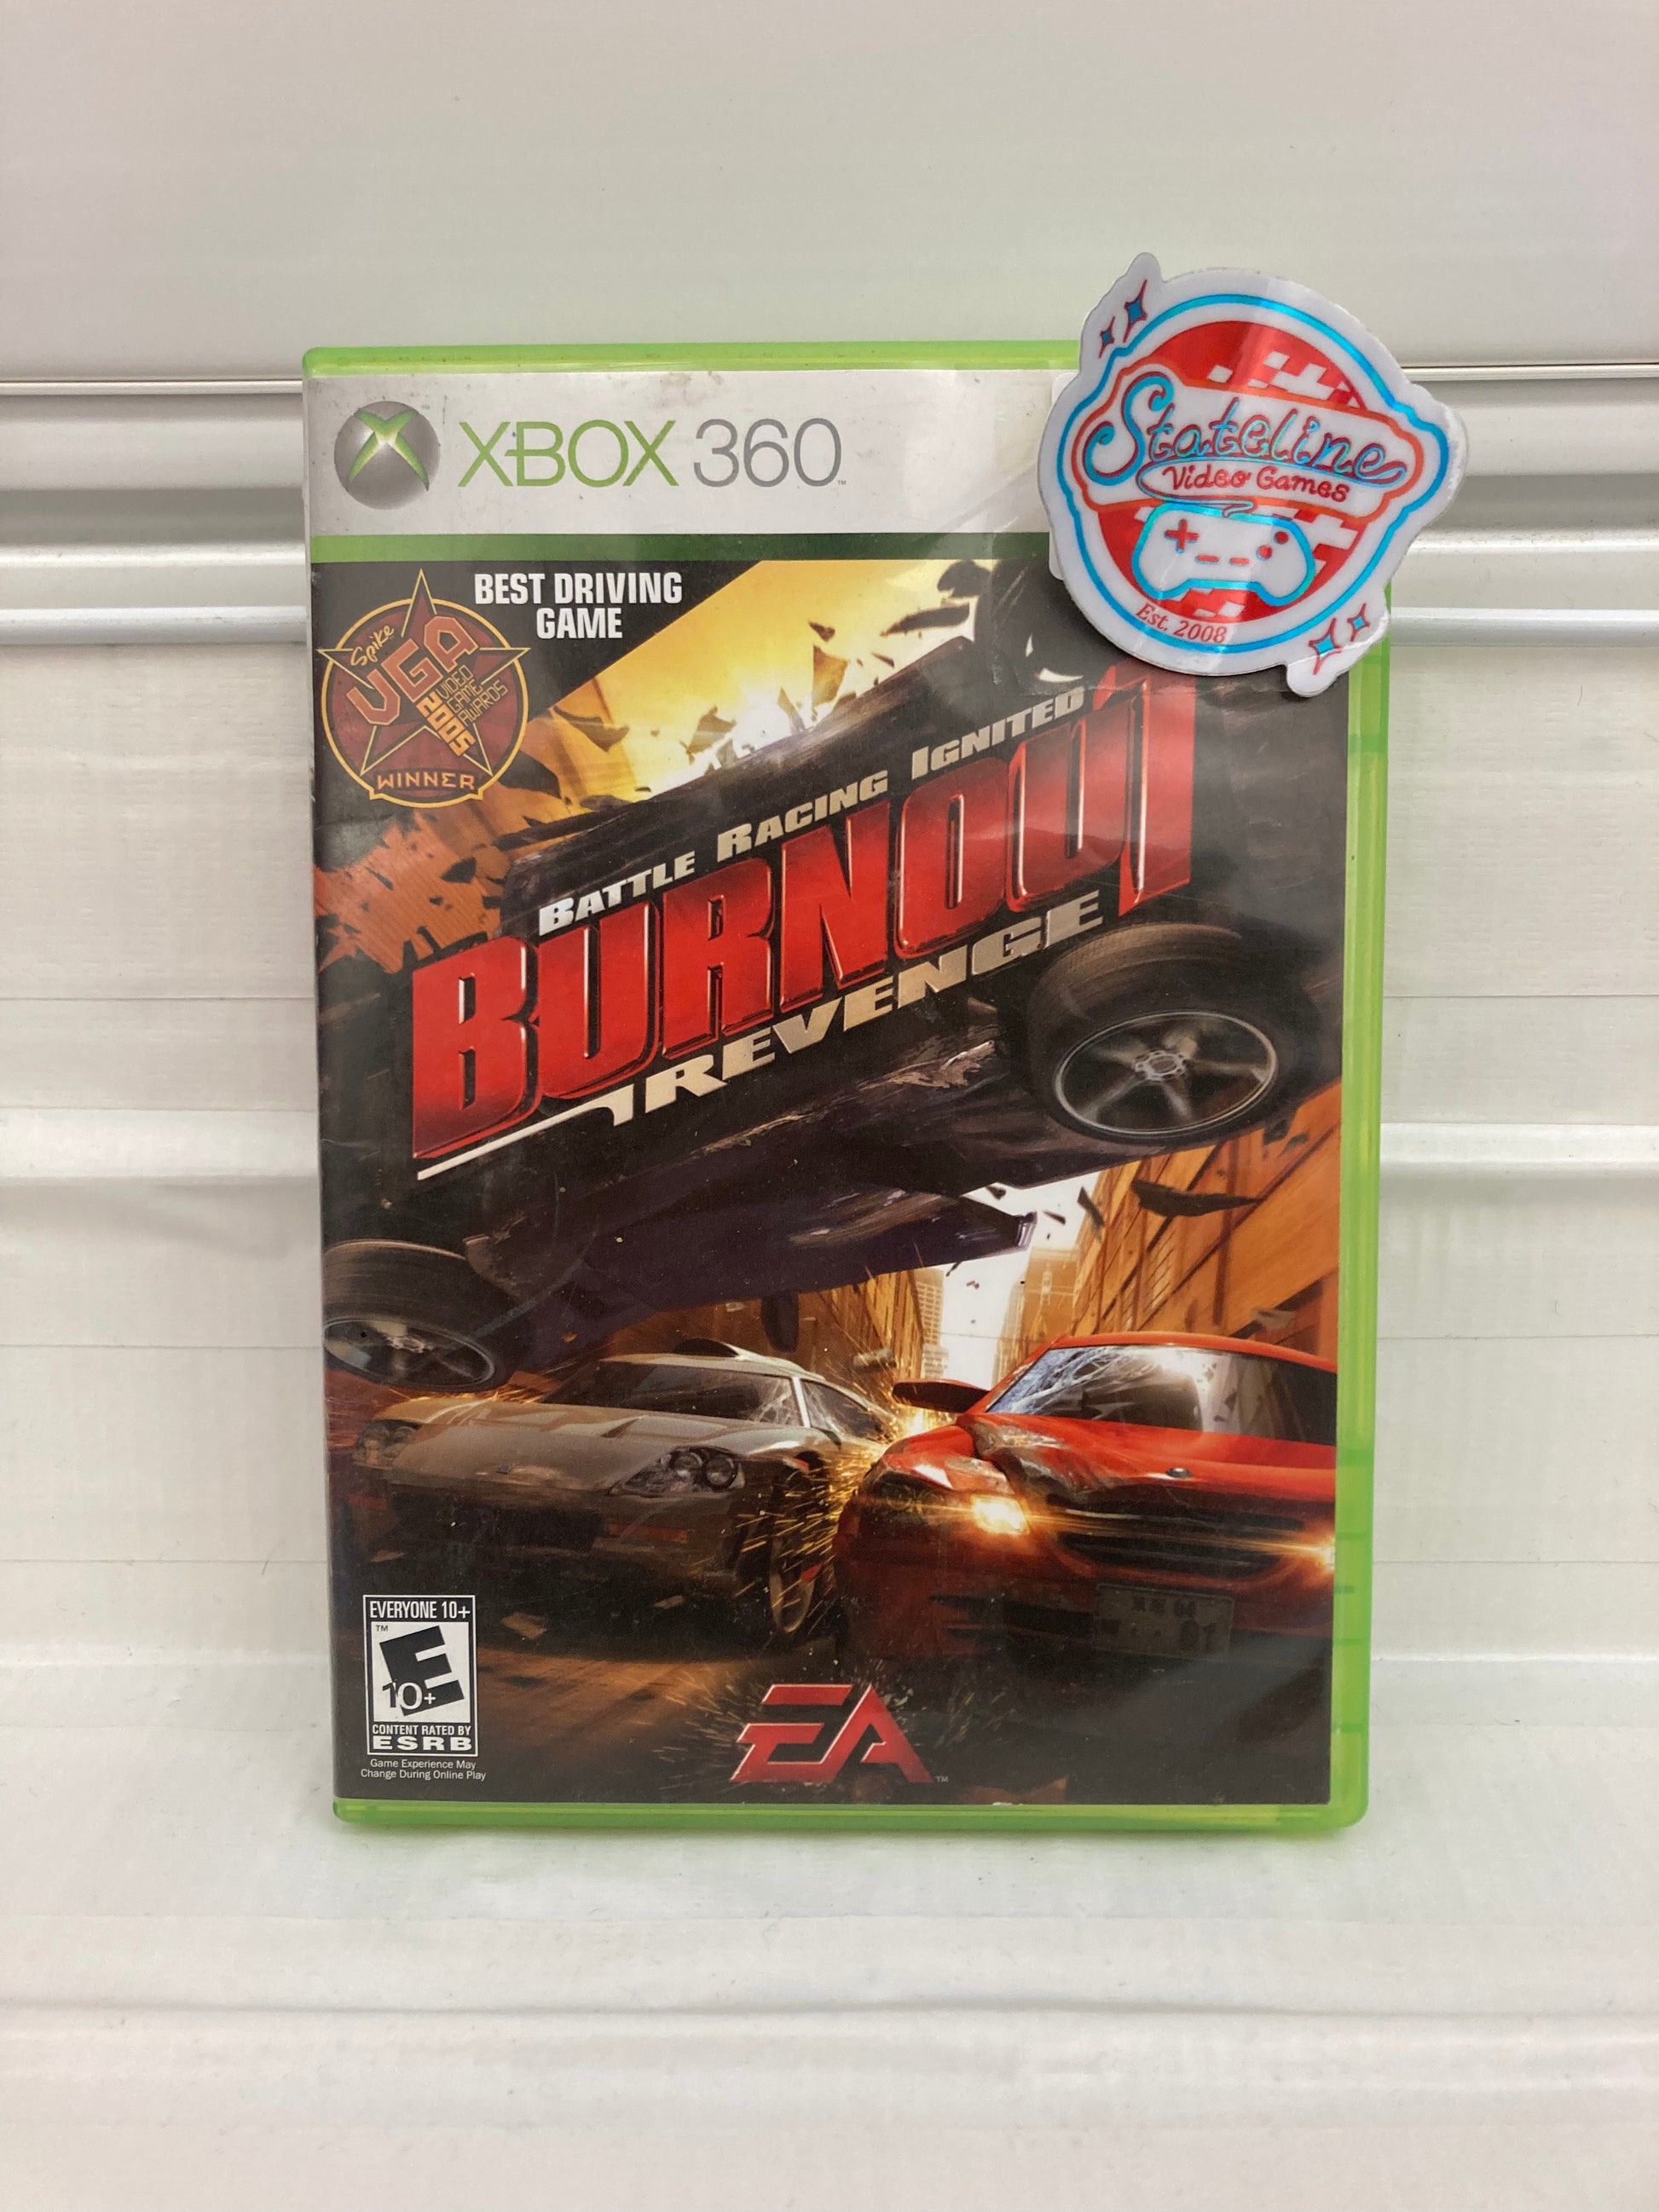 XBOX 360
Stateline
Video Games
Est. 2008
BEST DRIVING
GAME
Spike
VGA
VIDEO
GAME
AWARDS
2005
WINNER
BATTLE RACING IGNITED
BURNOUT
REVENGE
EVERYONE 10+
E
10+
CONTENT RATED BY
ESRB
Game Experience May
Change During Online Play
EA